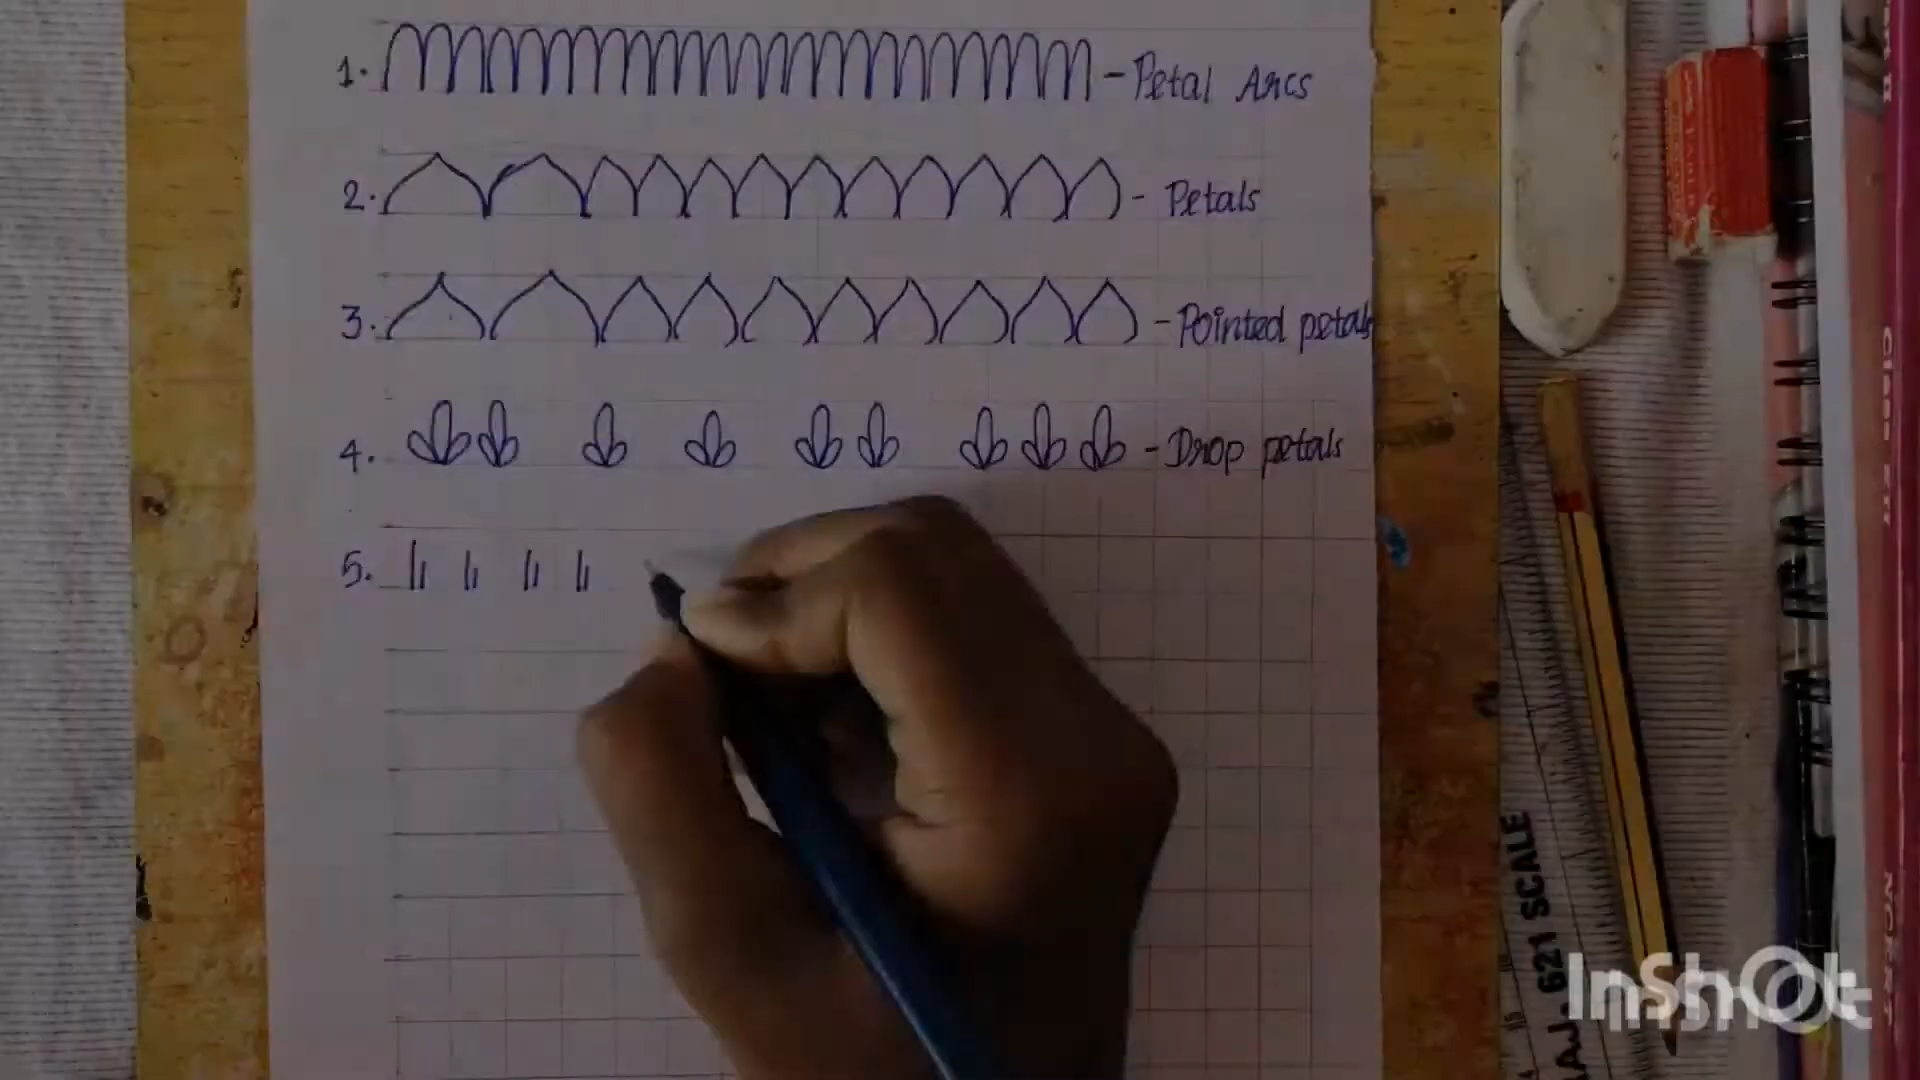 1. - Petal Arcs
2. - Petals
3. - Pointed petals
4. - Drop petals
5.
621 SCALE
InShOt